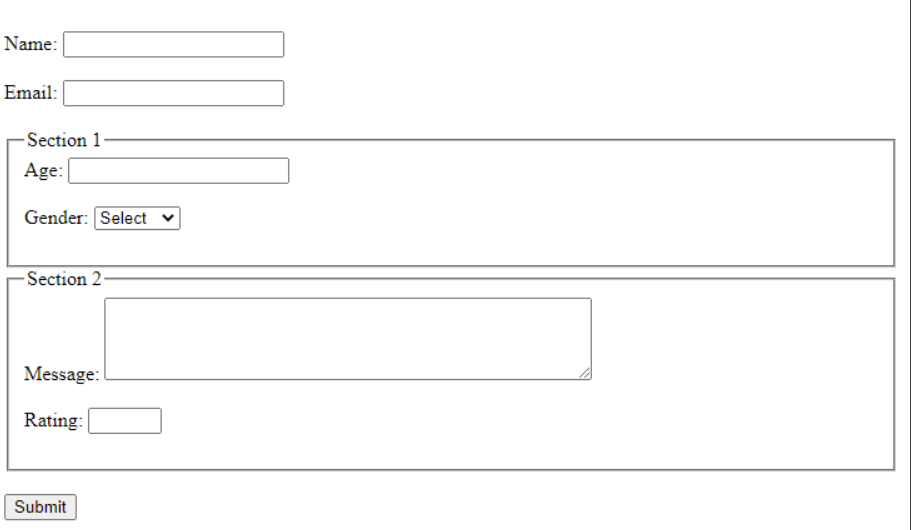 Name:
Email:
Section 1
Age:
Gender: Select
Section 2
Message:
Rating:
Submit